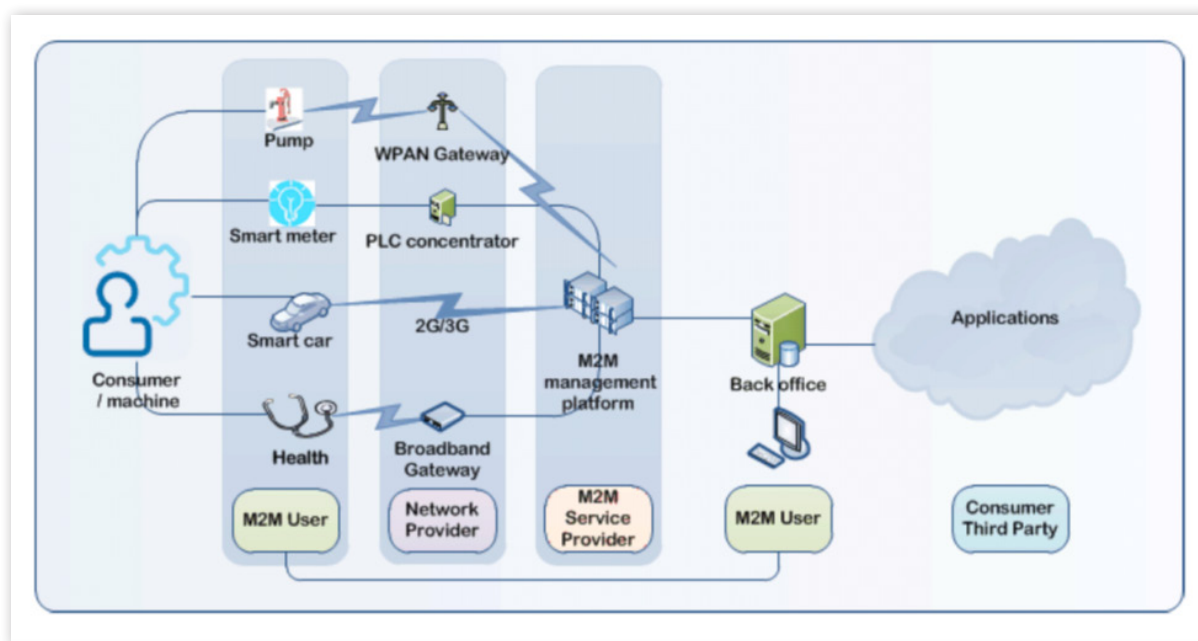 Pump
WPAN Gateway
Smart meter
PLC concentrator
Smart car
2G/3G
Consumer
/ machine
Health
Broadband
Gateway
M2M
management
platform
Back office
Applications
M2M User
Network
Provider
M2M
Service
Provider
M2M User
Consumer
Third Party